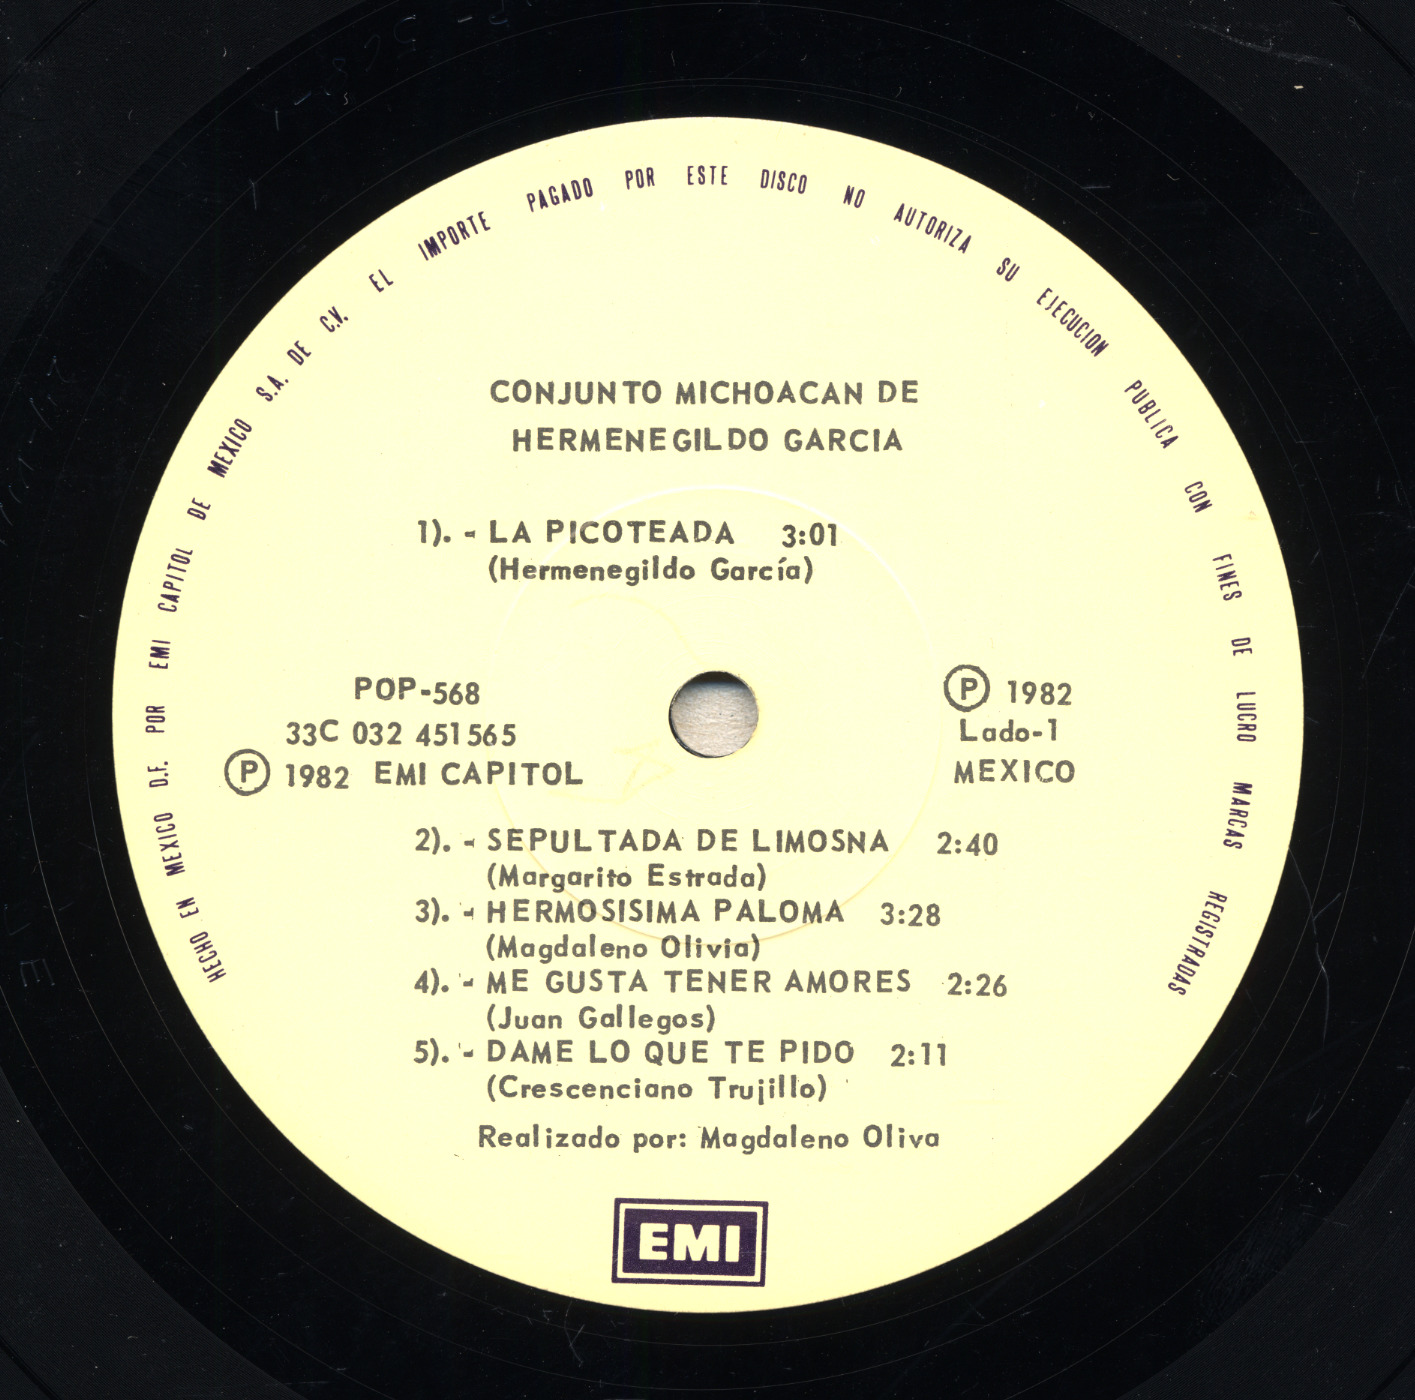 HECHO EN MEXICO D.F. POR EMI CAPITOL DE MEXICO S.A. DE C.V. EL IMPORTE PAGADO POR ESTE DISCO NO AUTORIZA SU EJECUCION PUBLICA CON FINES DE LUCRO MARCAS REGISTRADAS
CONJUNTO MICHOACAN DE
HERMENEGILDO GARCIA
1). - LA PICOTEADA 3:01
(Hermenegildo García)
POP-568
33C 032 451565
Ⓟ 1982 EMI CAPITOL
Ⓟ 1982
Lado-1
MEXICO
2). - SEPULTADA DE LIMOSNA 2:40
(Margarito Estrada)
3). - HERMOSISIMA PALOMA 3:28
(Magdaleno Olivia)
4). - ME GUSTA TENER AMORES 2:26
(Juan Gallegos)
5). - DAME LO QUE TE PIDO 2:11
(Crescenciano Trujillo)
Realizado por: Magdaleno Oliva
EMI